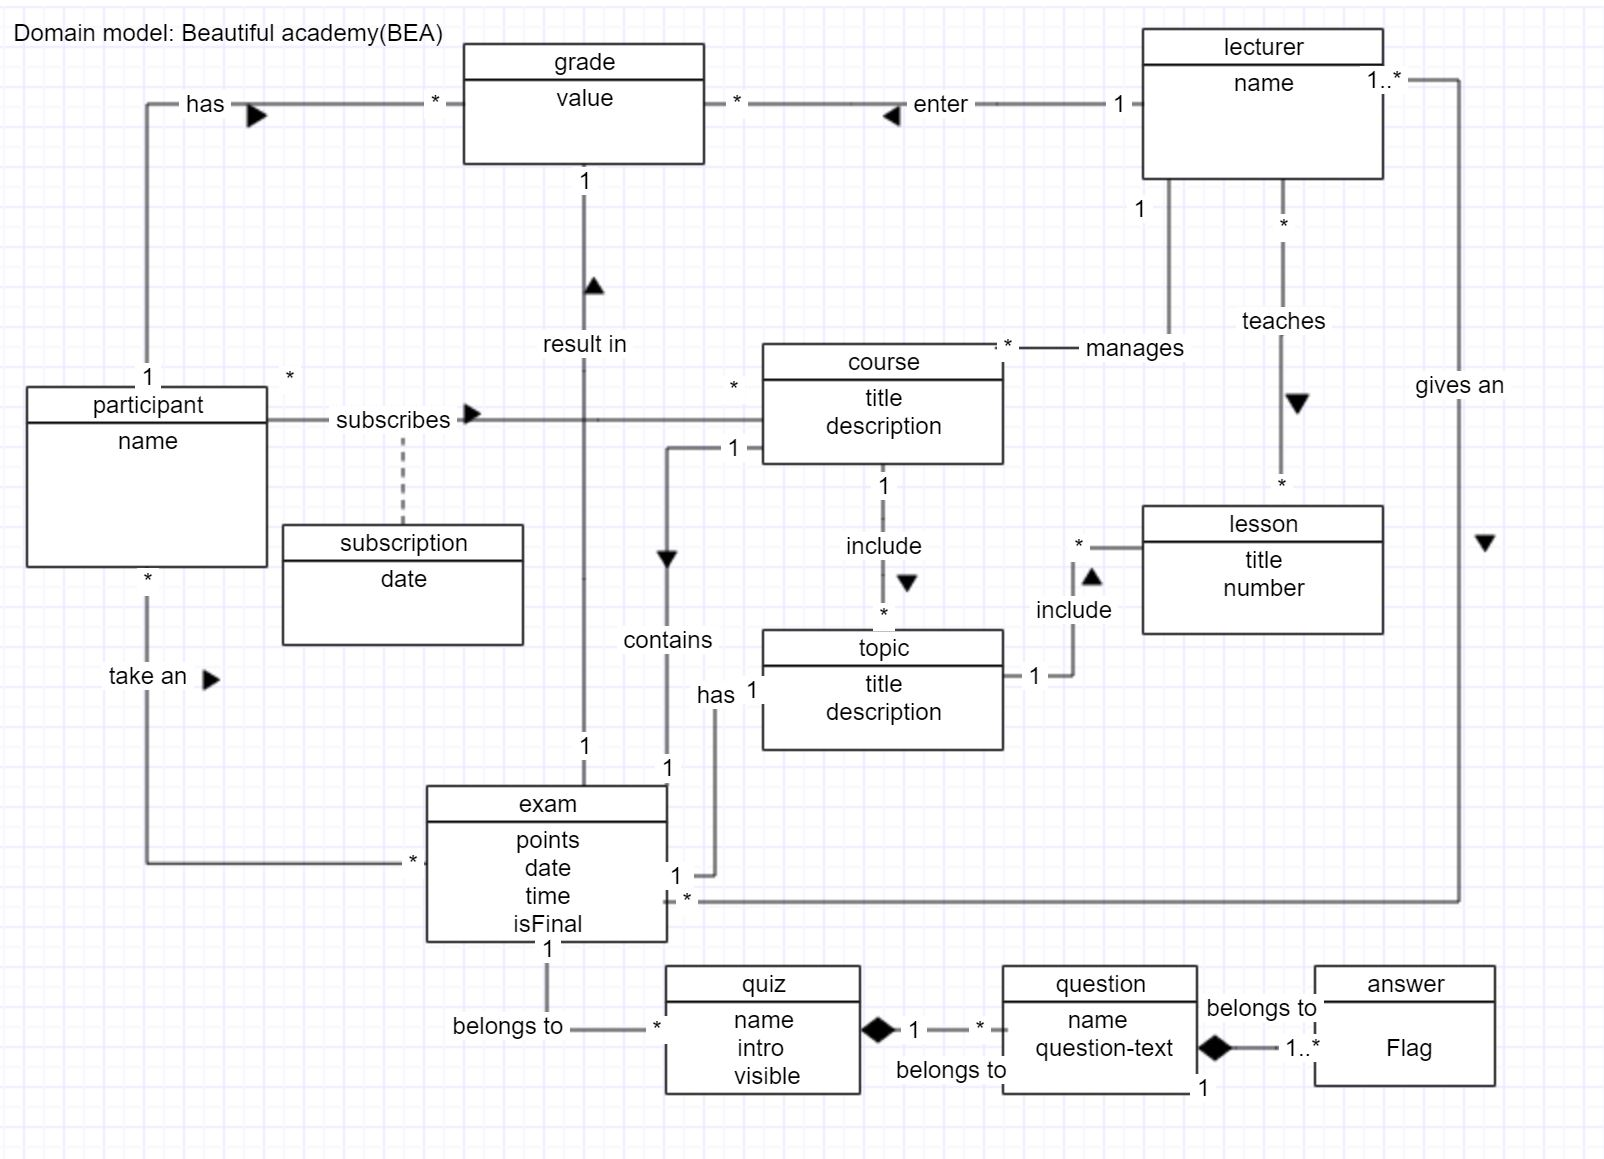 Domain model: Beautiful academy(BEA)
grade
value
lecturer
name
1..*
has
*
*
enter
1
1
1
*
result in
teaches
manages
*
course
title
description
gives an
1
*
*
participant
name
subscribes
1
1
*
subscription
date
include
*
lesson
title
number
*
include
*
take an
contains
topic
title
description
1
has
1
1
1
exam
points
date
time
isFinal
*
1
*
1
belongs to
*
quiz
name
intro
visible
1
*
belongs to
question
name
question-text
1
belongs to
1..*
answer
Flag